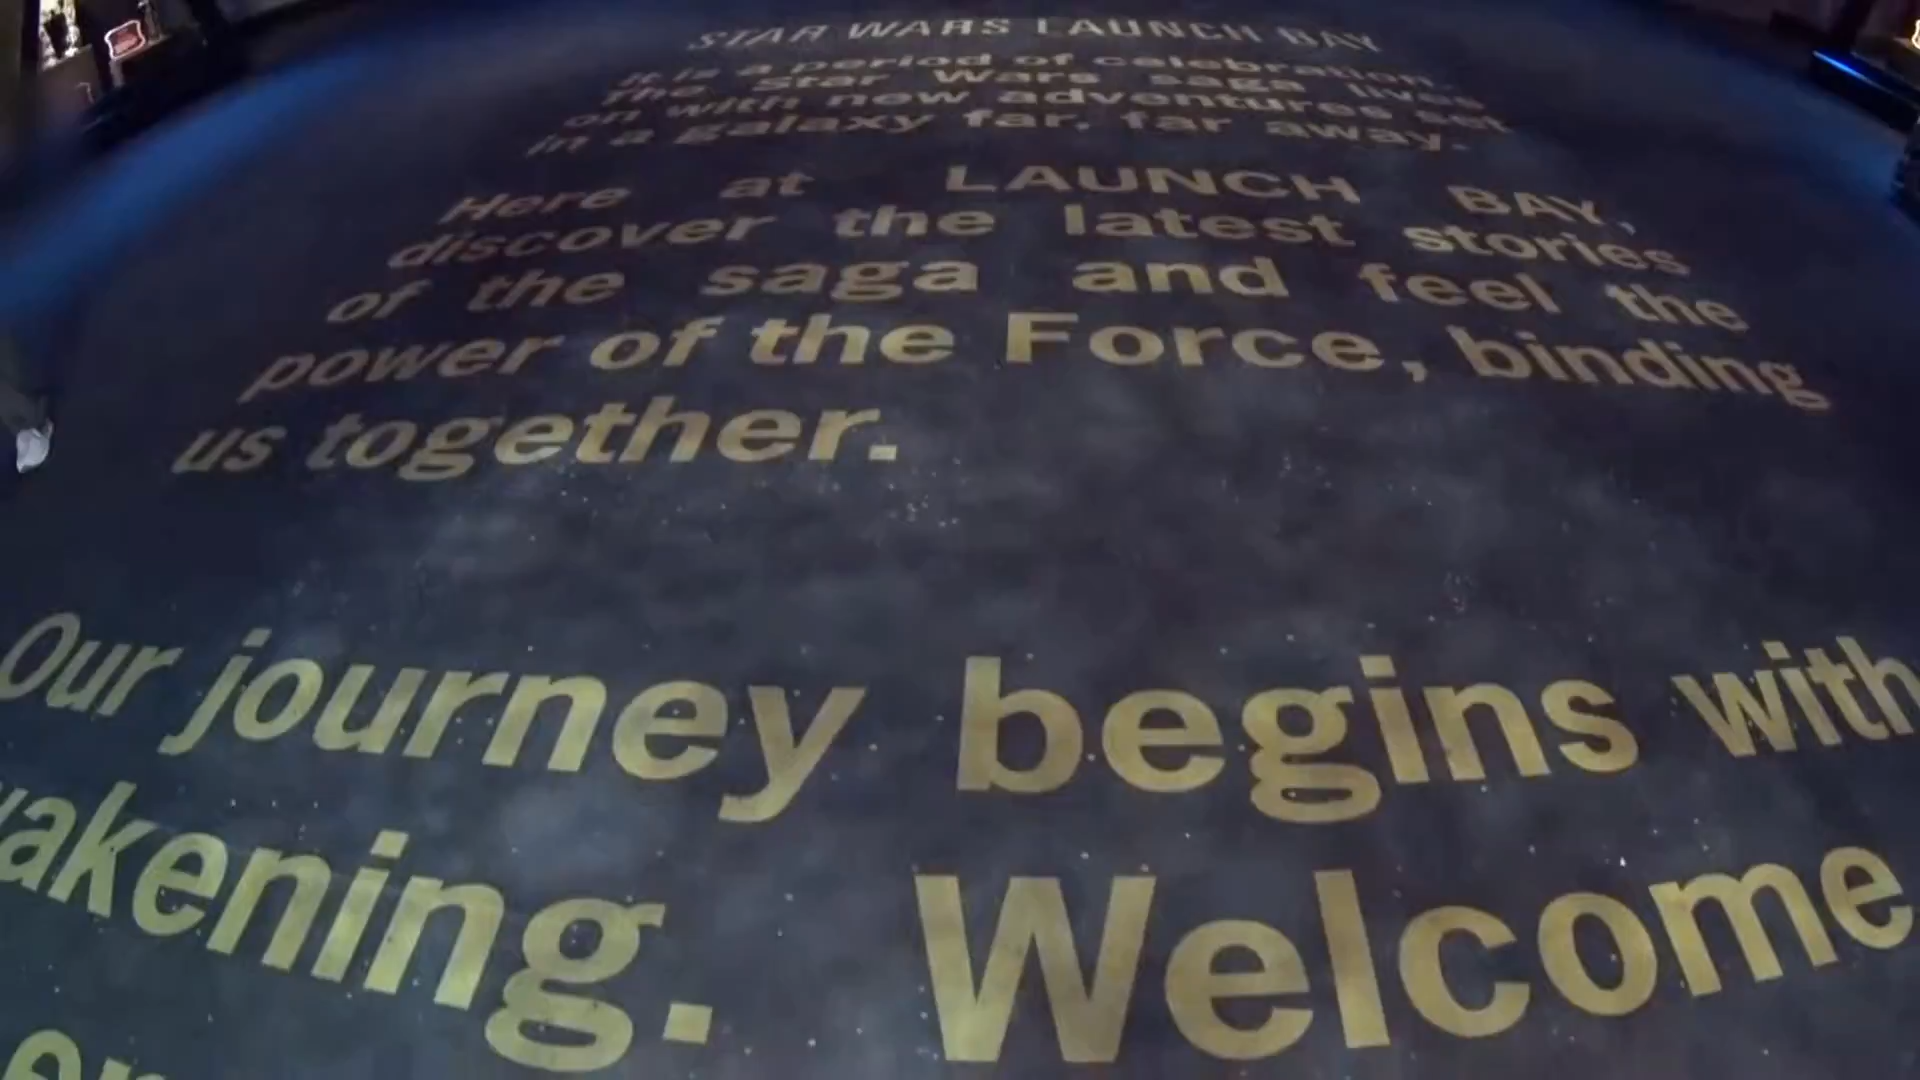 STAR WARS LAUNCH BAY
It is a period of celebration.
The Star Wars saga lives
on with new adventures set
in a galaxy far, far away.
Here at LAUNCH BAY,
discover the latest stories
of the saga and feel the
power of the Force, binding
us together.
Our journey begins with
wakening. Welcome